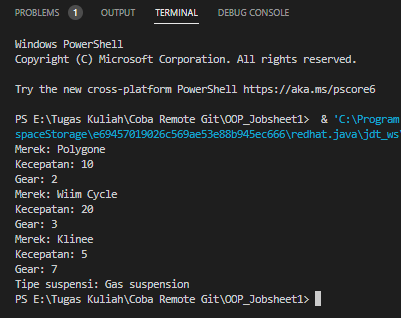 PROBLEMS 1 OUTPUT TERMINAL DEBUG CONSOLE
Windows PowerShell
Copyright (C) Microsoft Corporation. All rights reserved.
Try the new cross-platform PowerShell https://aka.ms/pscore6
PS E:\Tugas Kuliah\Coba Remote Git\OOP_Jobsheet1>  & 'C:\Program
spaceStorage\e69457019026c569ae53e88b945ec666\redhat.java\jdt_ws
Merek: Polygone
Kecepatan: 10
Gear: 2
Merek: Wiim Cycle
Kecepatan: 20
Gear: 3
Merek: Klinee
Kecepatan: 5
Gear: 7
Tipe suspensi: Gas suspension
PS E:\Tugas Kuliah\Coba Remote Git\OOP_Jobsheet1>